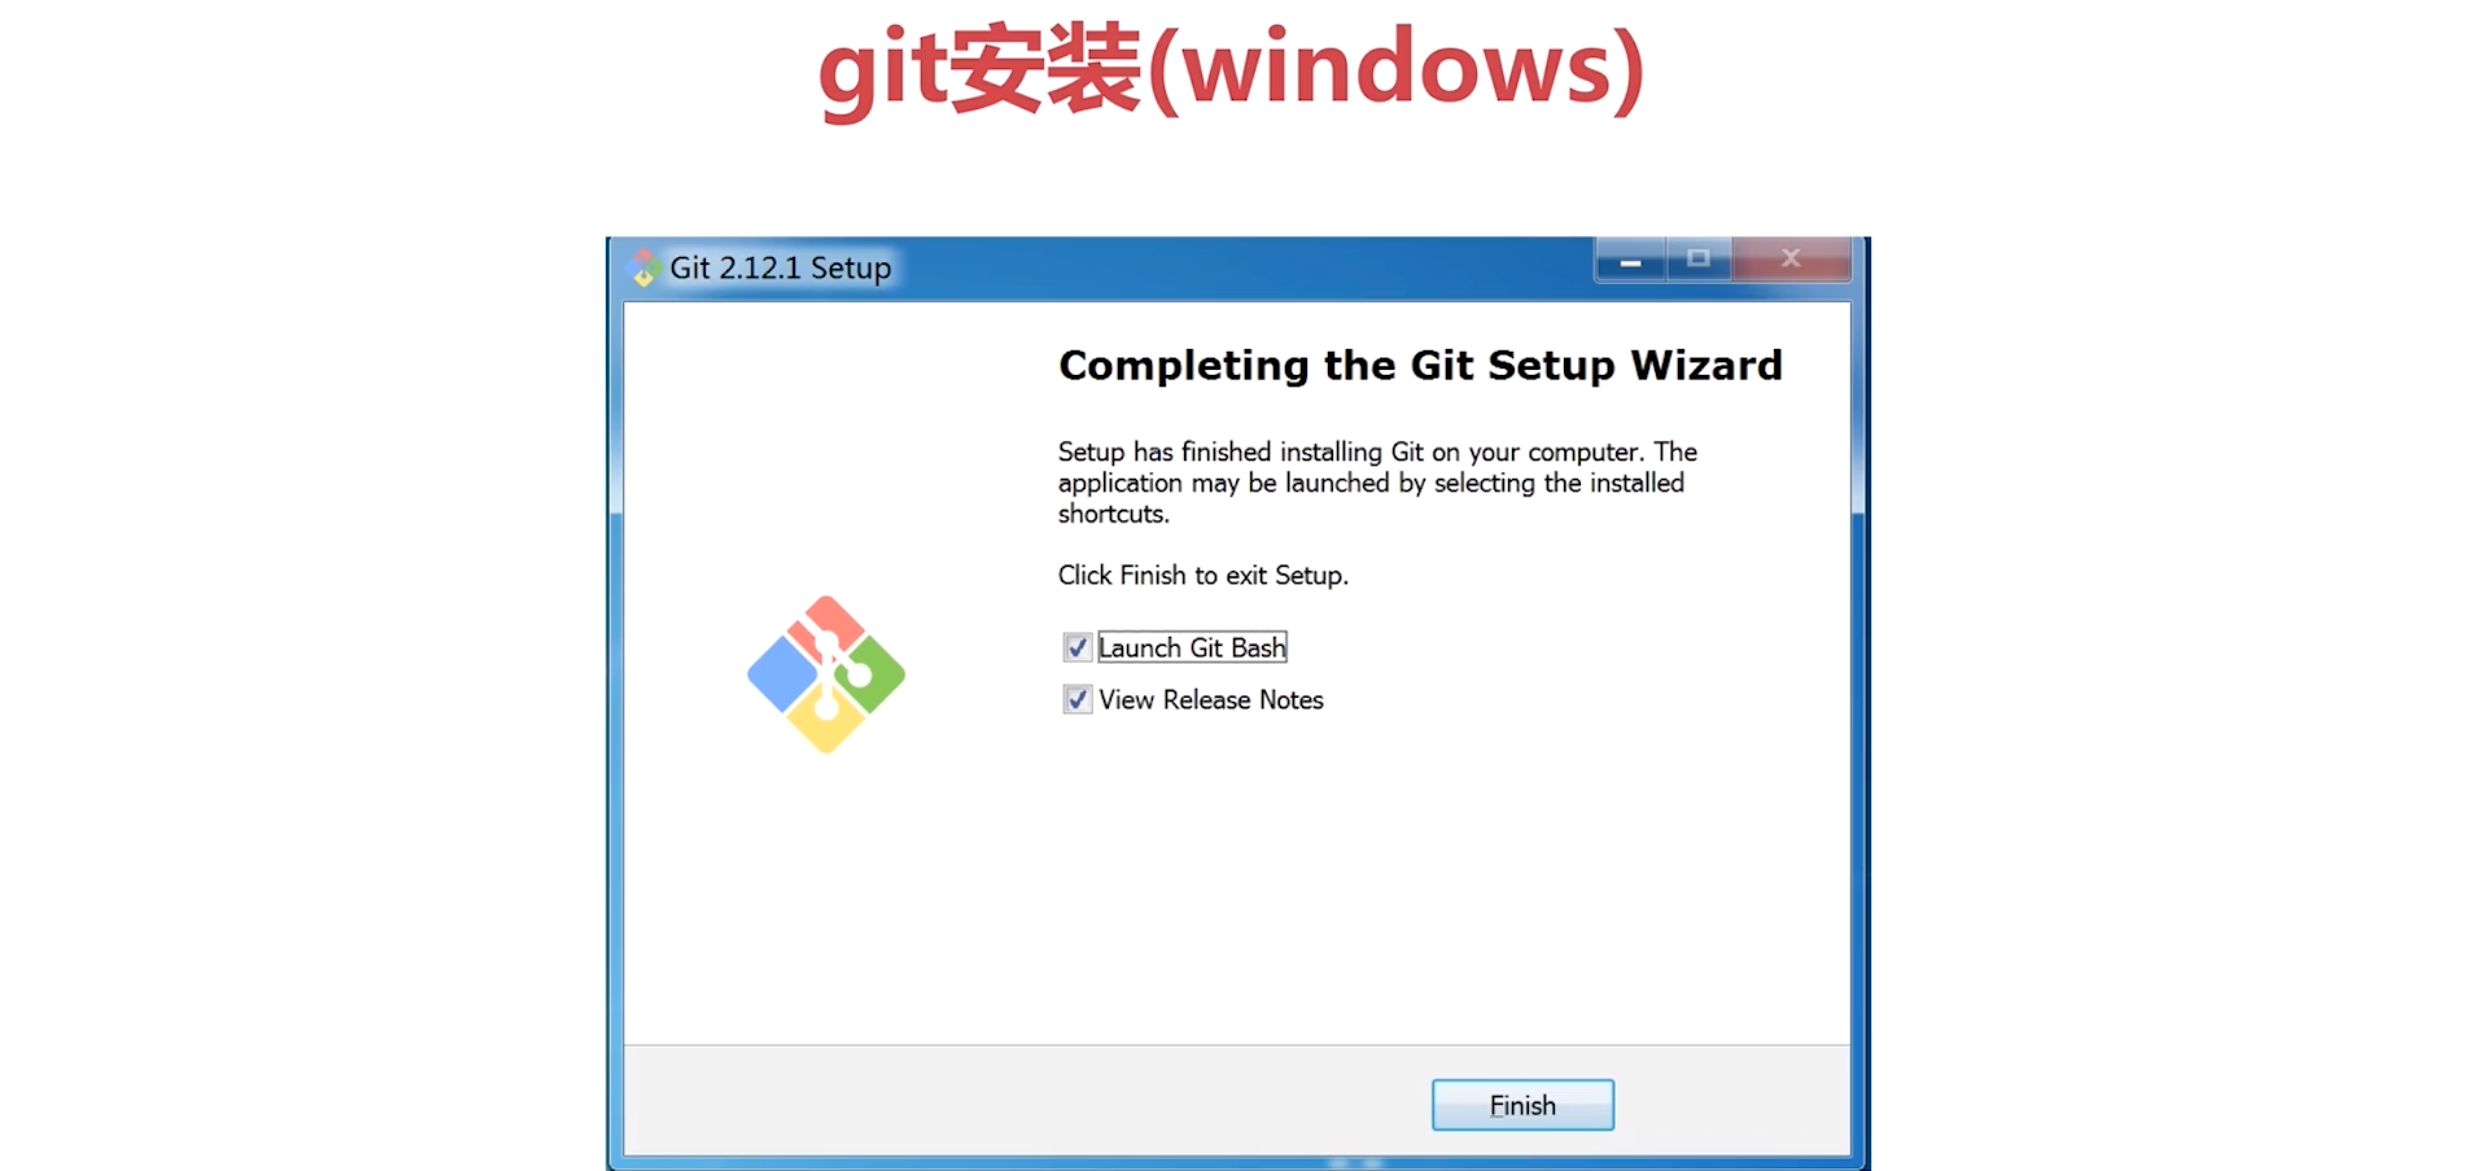 git安装(windows)
Git 2.12.1 Setup
Completing the Git Setup Wizard
Setup has finished installing Git on your computer. The
application may be launched by selecting the installed
shortcuts.
Click Finish to exit Setup.
Launch Git Bash
View Release Notes
Finish